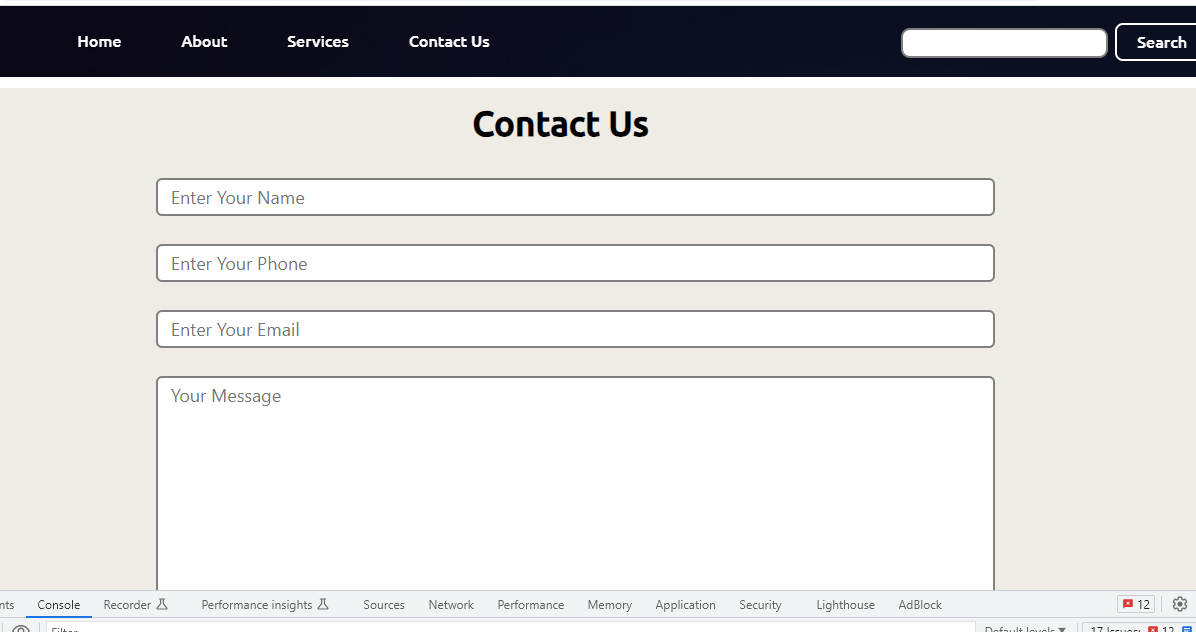 Home About Services Contact Us Search
Contact Us
Enter Your Name
Enter Your Phone
Enter Your Email
Your Message
nts Console Recorder Performance insights Sources Network Performance Memory Application Security Lighthouse AdBlock 12
Filter Default levels 17 Issues: 12